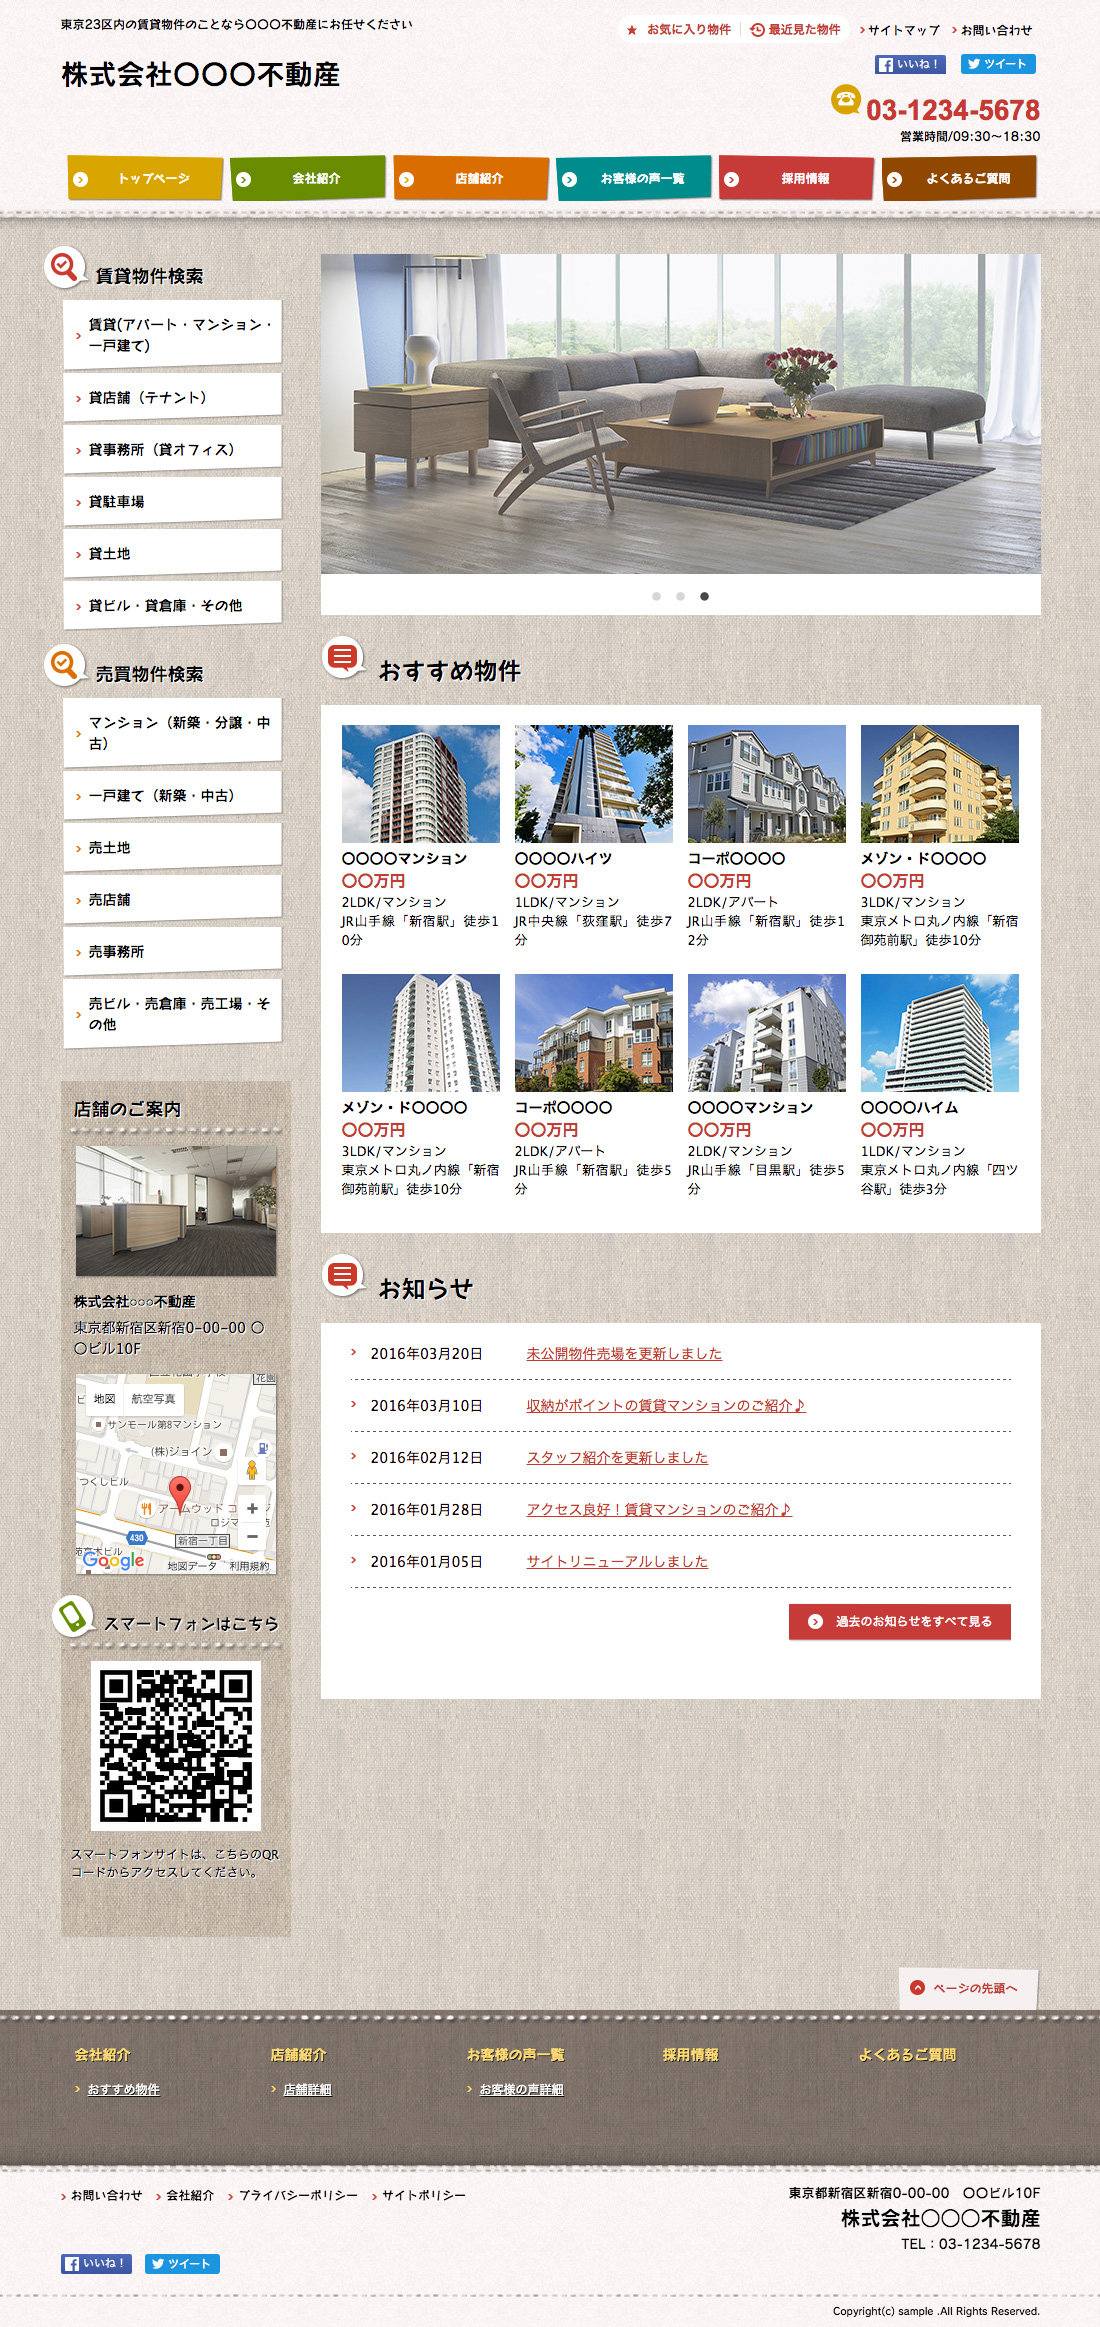 東京23区内の賃貸物件のことなら〇〇〇不動産にお任せください
お気に入り物件
最近見た物件
サイトマップ
お問い合わせ
株式会社〇〇〇不動産
いいね！
ツイート
03-1234-5678
営業時間/09:30〜18:30
トップページ
会社紹介
店舗紹介
お客様の声一覧
採用情報
よくあるご質問
賃貸物件検索
賃貸(アパート・マンション・
一戸建て)
貸店舗（テナント）
貸事務所（貸オフィス）
貸駐車場
貸土地
貸ビル・貸倉庫・その他
売買物件検索
マンション（新築・分譲・中
古）
一戸建て（新築・中古）
売土地
売店舗
売事務所
売ビル・売倉庫・売工場・そ
の他
店舗のご案内
株式会社○○○不動産
東京都新宿区新宿0-00-00 〇
〇ビル10F
花園
地図
航空写真
サンモール第8マンション
(株)ジョイン
つくしビル
アームウッド コ
ロジマ
430
新宿一丁目
Google
地図データ
利用規約
スマートフォンはこちら
スマートフォンサイトは、こちらのQR
コードからアクセスしてください。
おすすめ物件
〇〇〇〇マンション
〇〇万円
2LDK/マンション
JR山手線「新宿駅」徒歩1
0分
〇〇〇〇ハイツ
〇〇万円
1LDK/マンション
JR中央線「荻窪駅」徒歩7
分
コーポ〇〇〇〇
〇〇万円
2LDK/アパート
JR山手線「新宿駅」徒歩1
2分
メゾン・ド〇〇〇〇
〇〇万円
3LDK/マンション
東京メトロ丸ノ内線「新宿
御苑前駅」徒歩10分
メゾン・ド〇〇〇〇
〇〇万円
3LDK/マンション
東京メトロ丸ノ内線「新宿
御苑前駅」徒歩10分
コーポ〇〇〇〇
〇〇万円
2LDK/アパート
JR山手線「新宿駅」徒歩5
分
〇〇〇〇マンション
〇〇万円
2LDK/マンション
JR山手線「目黒駅」徒歩5
分
〇〇〇〇ハイム
〇〇万円
1LDK/マンション
東京メトロ丸ノ内線「四ツ
谷駅」徒歩3分
お知らせ
2016年03月20日 未公開物件売場を更新しました
2016年03月10日 収納がポイントの賃貸マンションのご紹介♪
2016年02月12日 スタッフ紹介を更新しました
2016年01月28日 アクセス良好！賃貸マンションのご紹介♪
2016年01月05日 サイトリニューアルしました
過去のお知らせをすべて見る
ページの先頭へ
会社紹介
おすすめ物件
店舗紹介
店舗詳細
お客様の声一覧
お客様の声詳細
採用情報
よくあるご質問
お問い合わせ
会社紹介
プライバシーポリシー
サイトポリシー
いいね！
ツイート
東京都新宿区新宿0-00-00　〇〇ビル10F
株式会社〇〇〇不動産
TEL：03-1234-5678
Copyright(c) sample .All Rights Reserved.